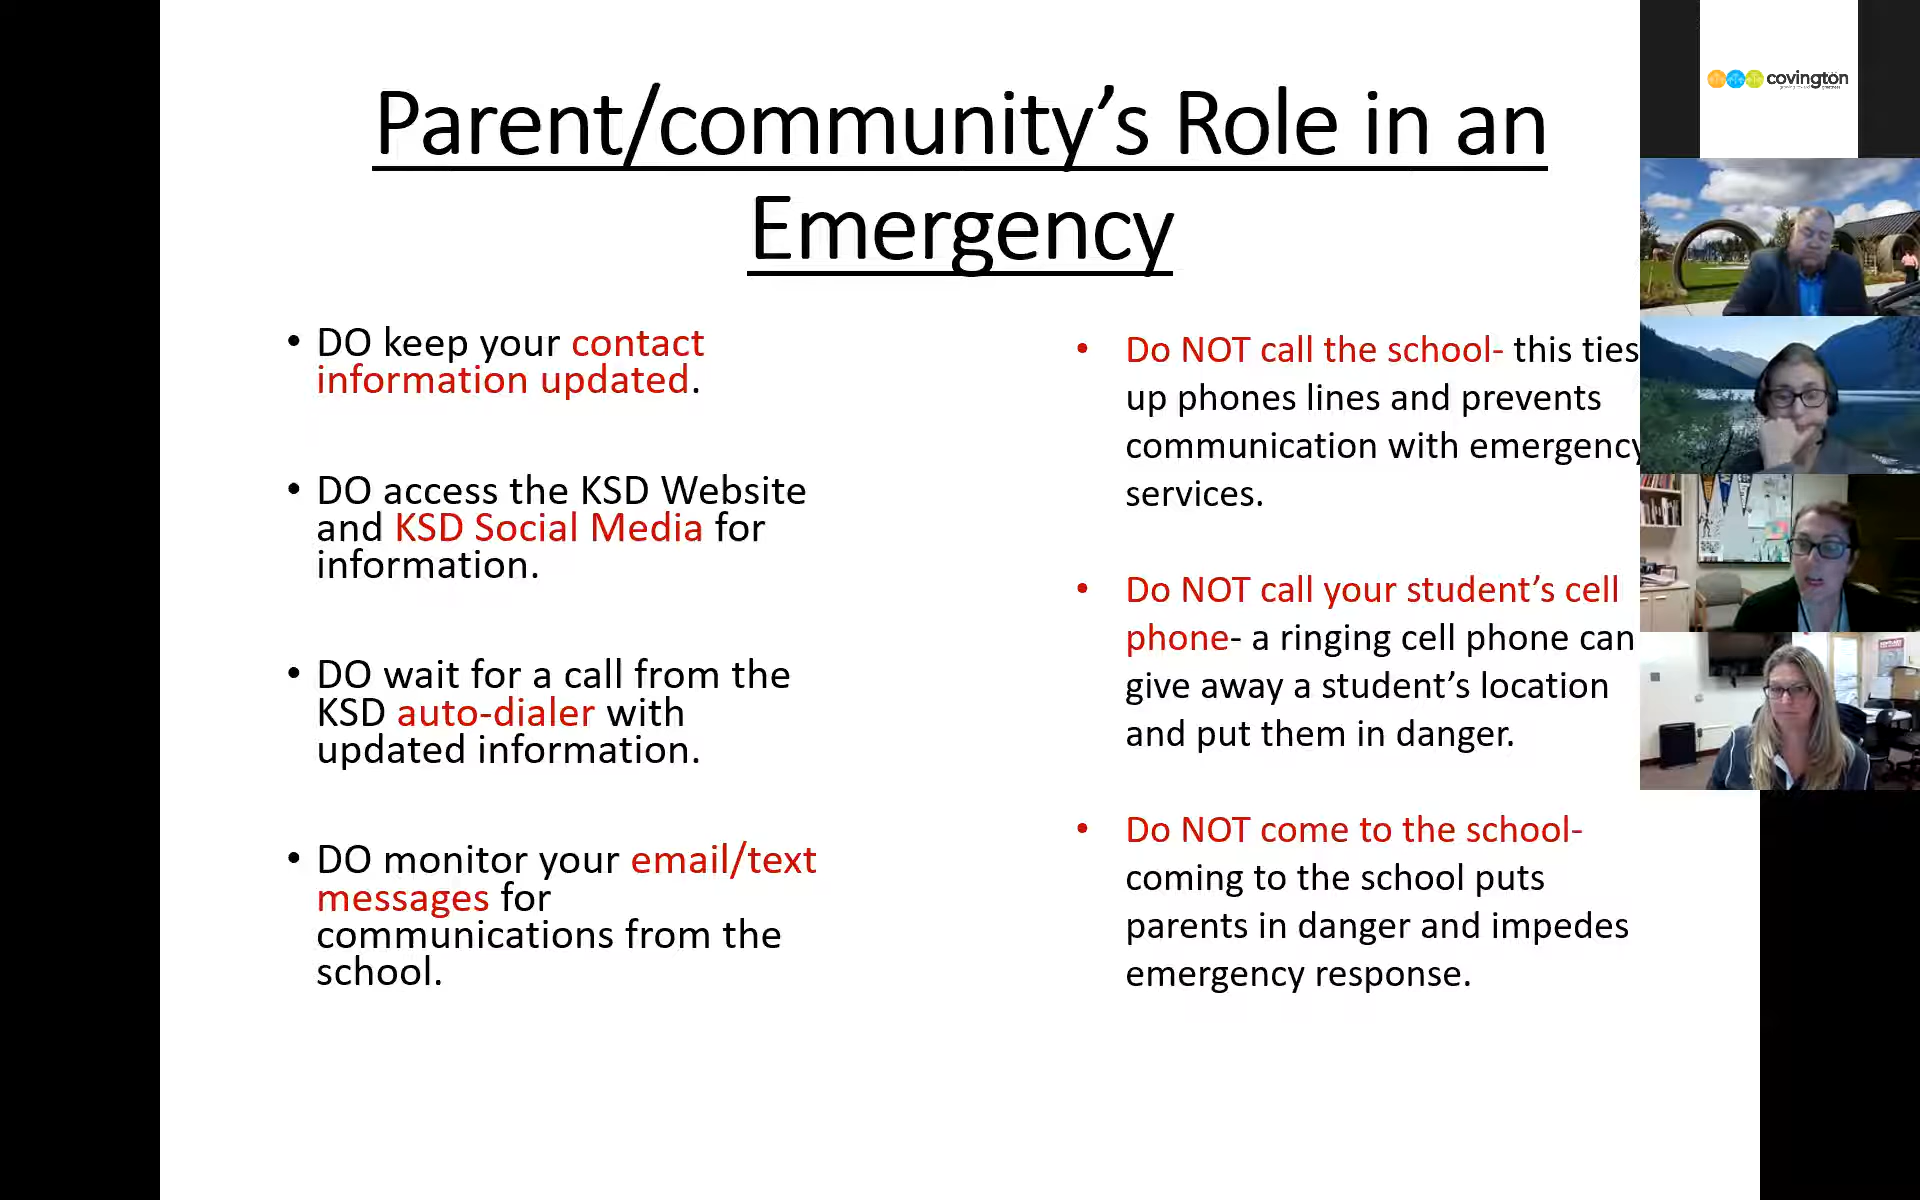 Parent/community’s Role in an
Emergency
• DO keep your contact
information updated.
• DO access the KSD Website
and KSD Social Media for
information.
• DO wait for a call from the
KSD auto-dialer with
updated information.
• DO monitor your email/text
messages for
communications from the
school.
• Do NOT call the school- this ties
up phones lines and prevents
communication with emergency
services.
• Do NOT call your student’s cell
phone- a ringing cell phone can
give away a student’s location
and put them in danger.
• Do NOT come to the school-
coming to the school puts
parents in danger and impedes
emergency response.
covington